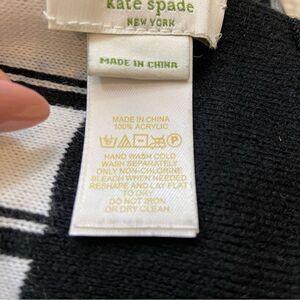 kate spade
NEW YORK
MADE IN CHINA
MADE IN CHINA
100% ACRYLIC
HAND WASH COLD
WASH SEPARATELY
ONLY NON-CHLORINE
BLEACH WHEN NEEDED
RESHAPE AND LAY FLAT
TO DRY
DO NOT IRON
OR DRY CLEAN